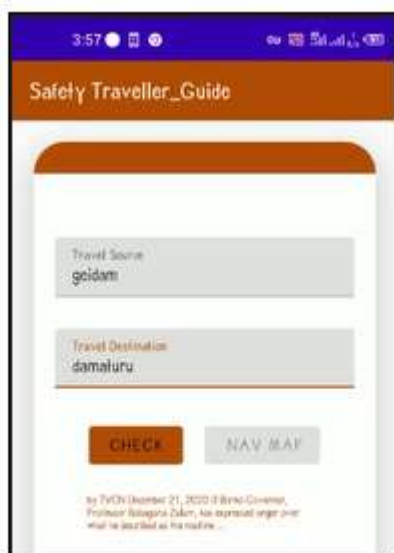 3:57
Safety Traveller_Guide
Travel Source
geidam
Travel Destination
damaturu
CHECK
NAV MAP
by TVCN December 21, 2020 0 Borno Governor,
Professor Babagana Zulum, has expressed anger over
what he described as the routine ...